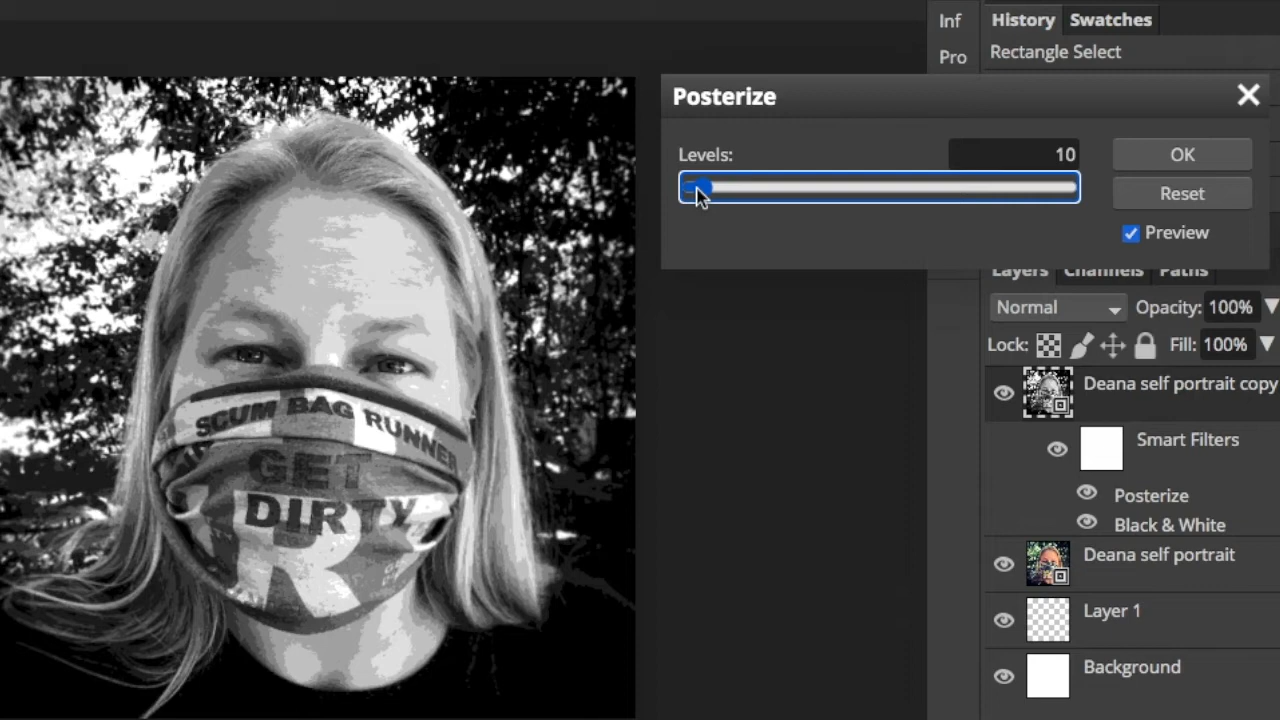 Inf
Pro
History
Swatches
Rectangle Select
Posterize
Levels:
10
OK
Reset
Preview
Layers
Channels
Paths
Normal
Opacity: 100%
Lock:
Fill: 100%
Deana self portrait copy
Smart Filters
Posterize
Black & White
Deana self portrait
Layer 1
Background
SCUM BAG RUNNER
GET
DIRTY
R